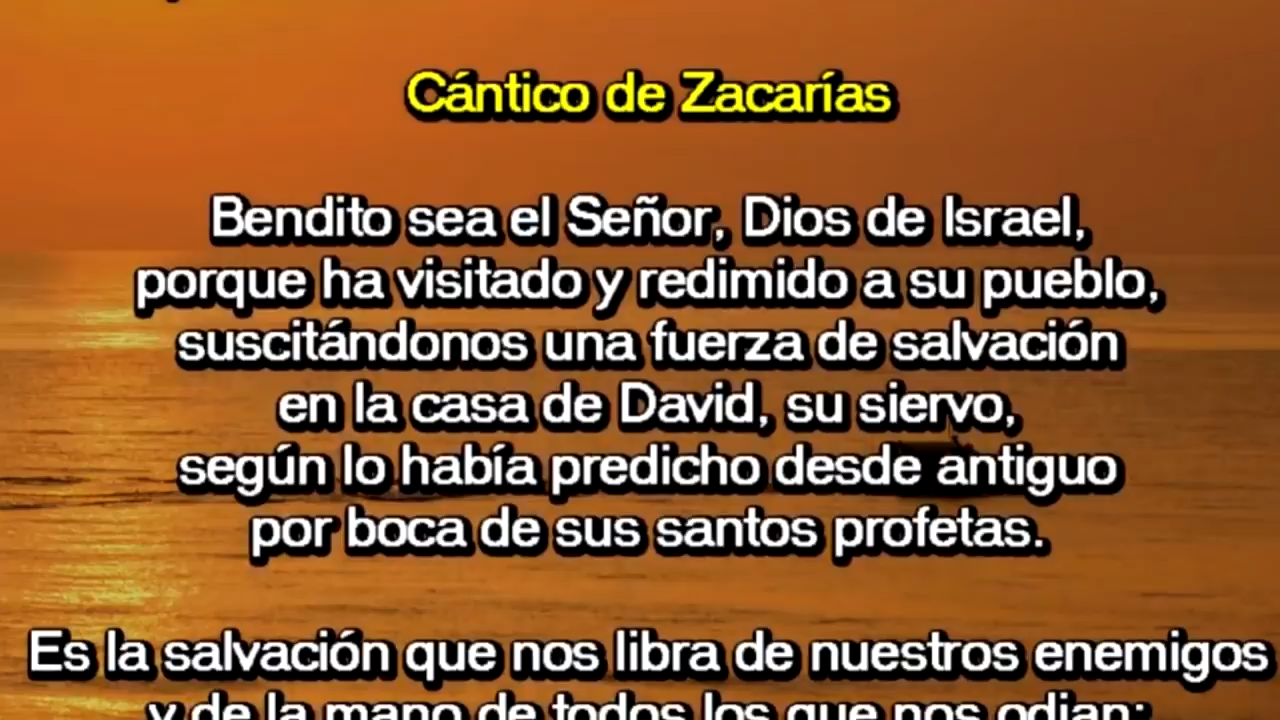 Cántico de Zacarías
Bendito sea el Señor, Dios de Israel,
porque ha visitado y redimido a su pueblo,
suscitándonos una fuerza de salvación
en la casa de David, su siervo,
según lo había predicho desde antiguo
por boca de sus santos profetas.
Es la salvación que nos libra de nuestros enemigos
y de la mano de todos los que nos odian;